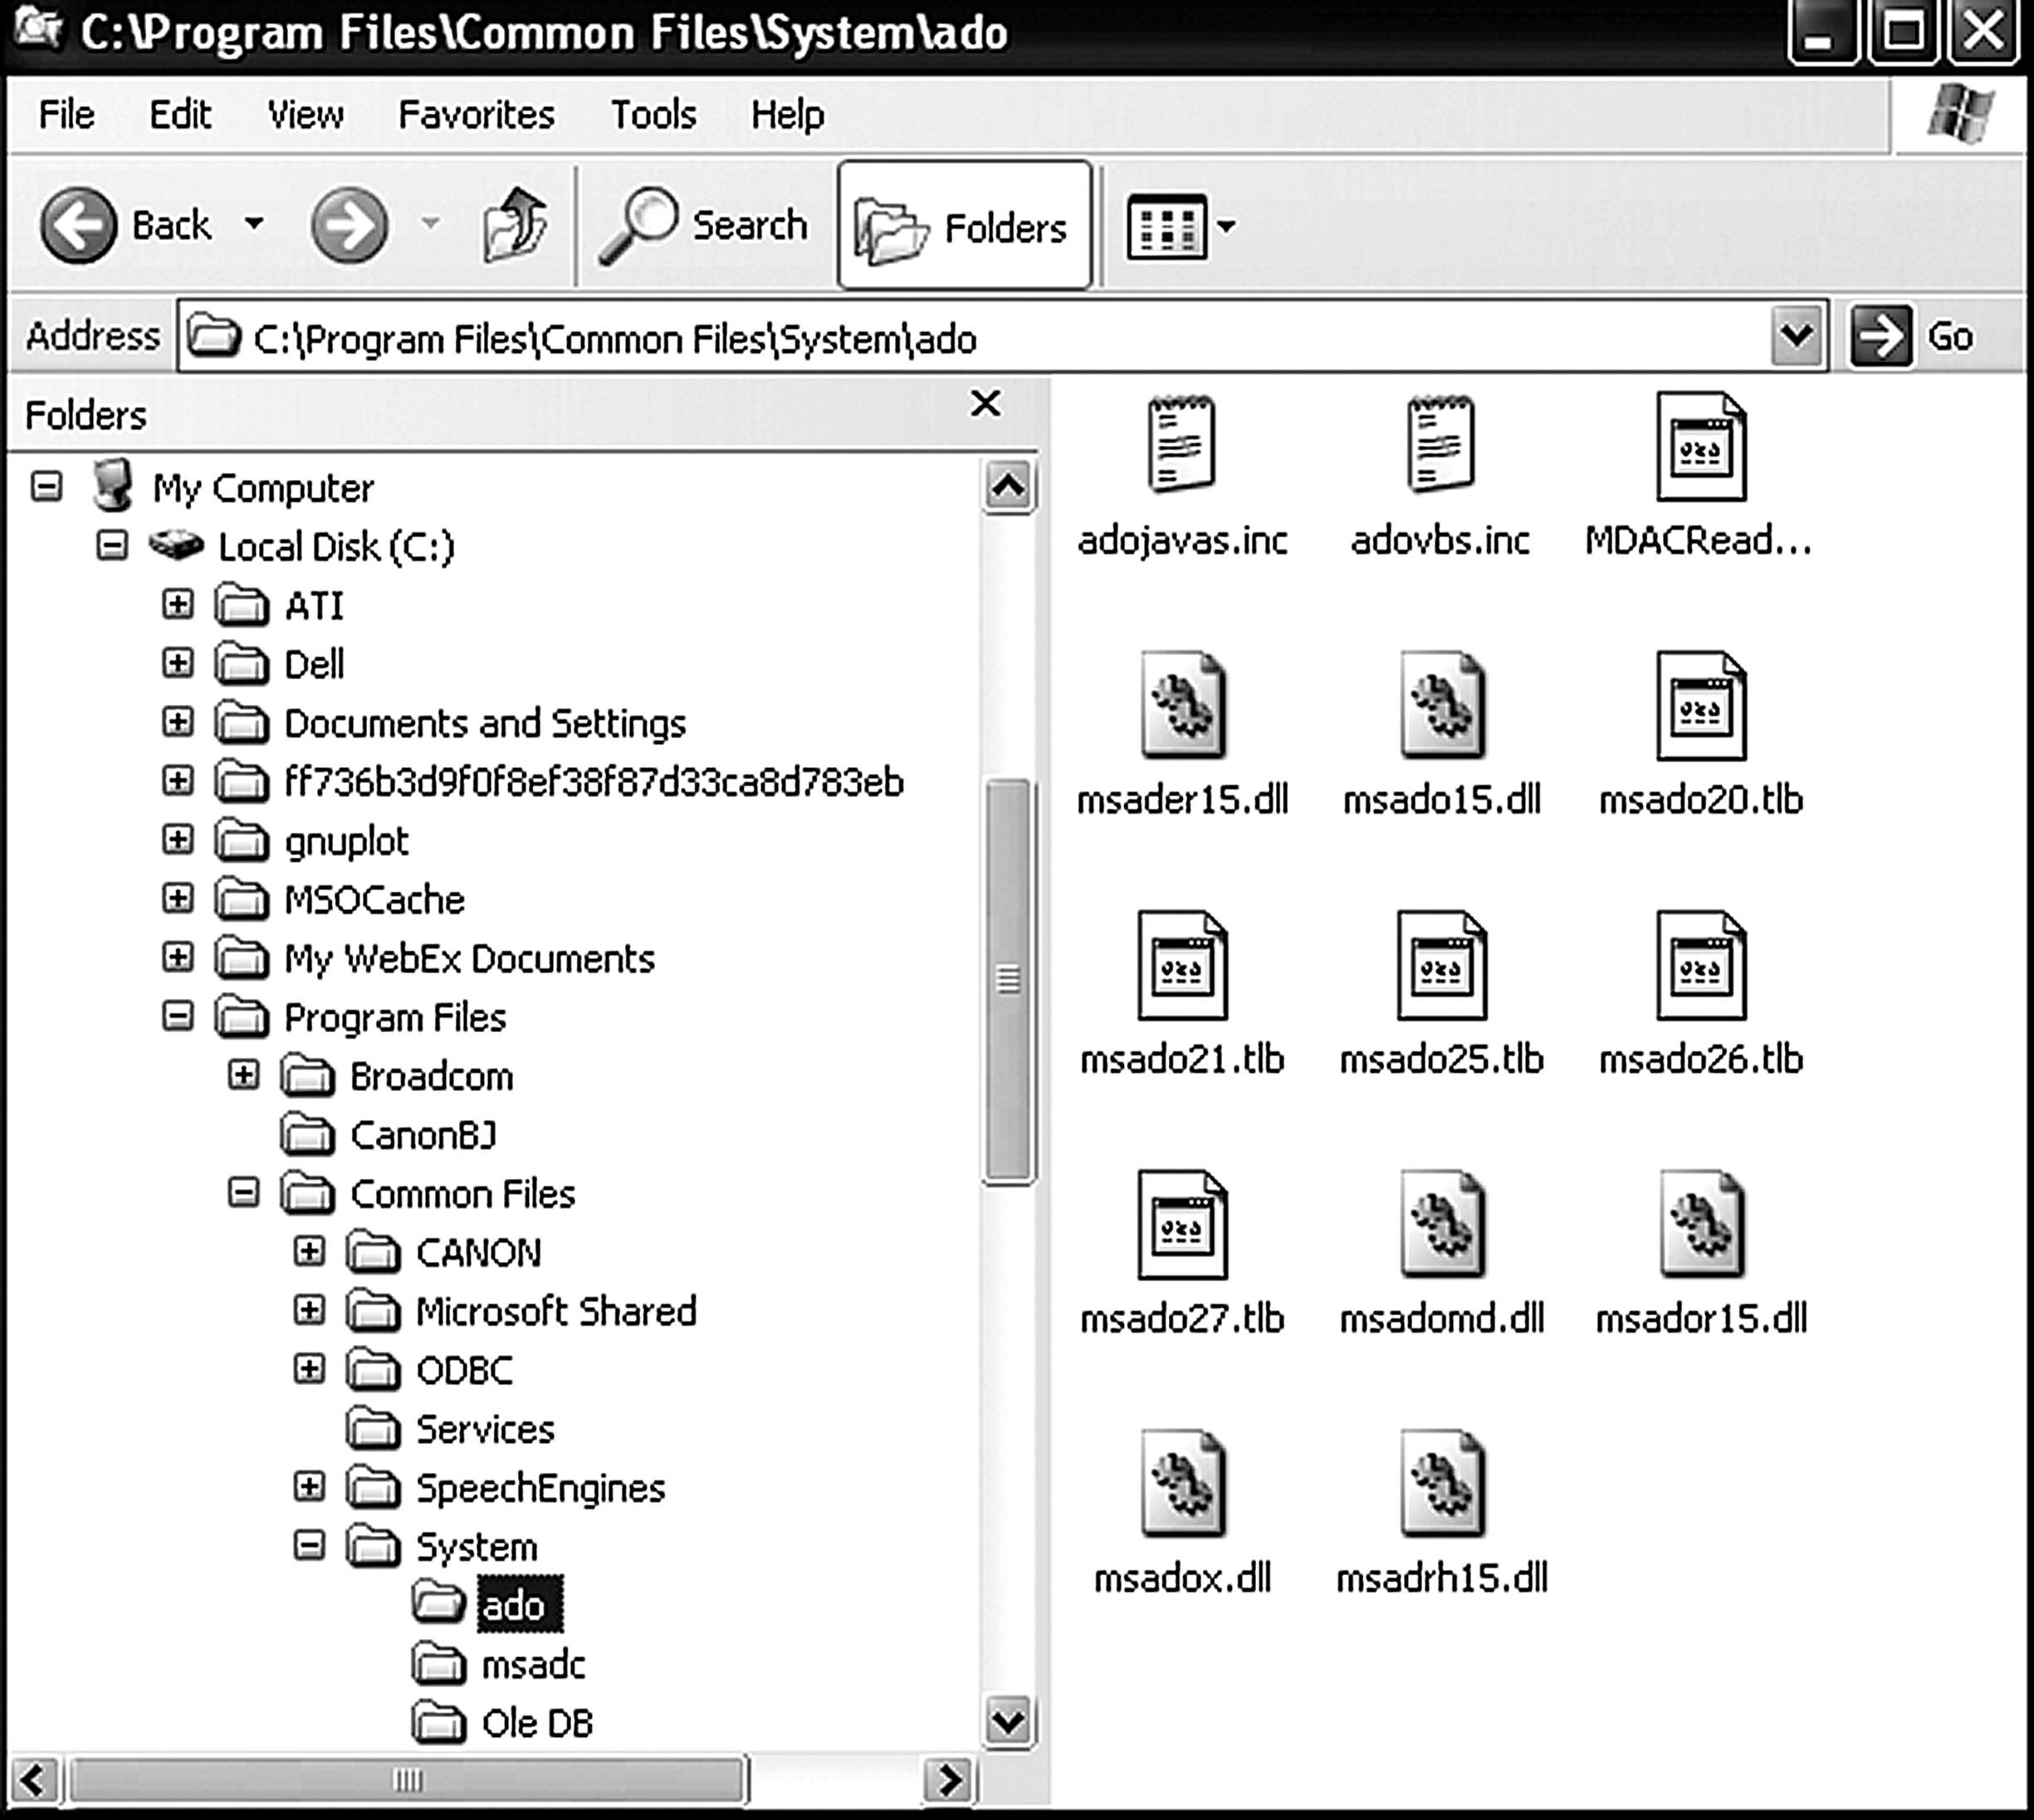 C:\Program Files\Common Files\System\ado
File Edit View Favorites Tools Help
Back Search Folders
Address C:\Program Files\Common Files\System\ado Go
Folders
My Computer
Local Disk (C:)
ATI
Dell
Documents and Settings
ff736b3d9f0f8ef38f87d33ca8d783eb
gnuplot
MSOCache
My WebEx Documents
Program Files
Broadcom
CanonBJ
Common Files
CANON
Microsoft Shared
ODBC
Services
SpeechEngines
System
ado
msadc
Ole DB
adojavas.inc adovbs.inc MDACRead...
msader15.dll msado15.dll msado20.tlb
msado21.tlb msado25.tlb msado26.tlb
msado27.tlb msadomd.dll msador15.dll
msadox.dll msadrh15.dll